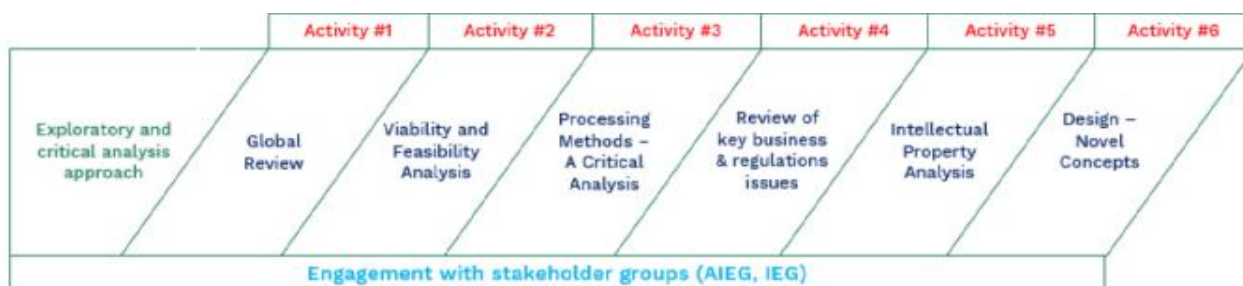 Activity #1
Activity #2
Activity #3
Activity #4
Activity #5
Activity #6
Exploratory and
critical analysis
approach
Global
Review
Viability and
Feasibility
Analysis
Processing
Methods –
A Critical
Analysis
Review of
key business
& regulations
issues
Intellectual
Property
Analysis
Design –
Novel
Concepts
Engagement with stakeholder groups (AIEG, IEG)